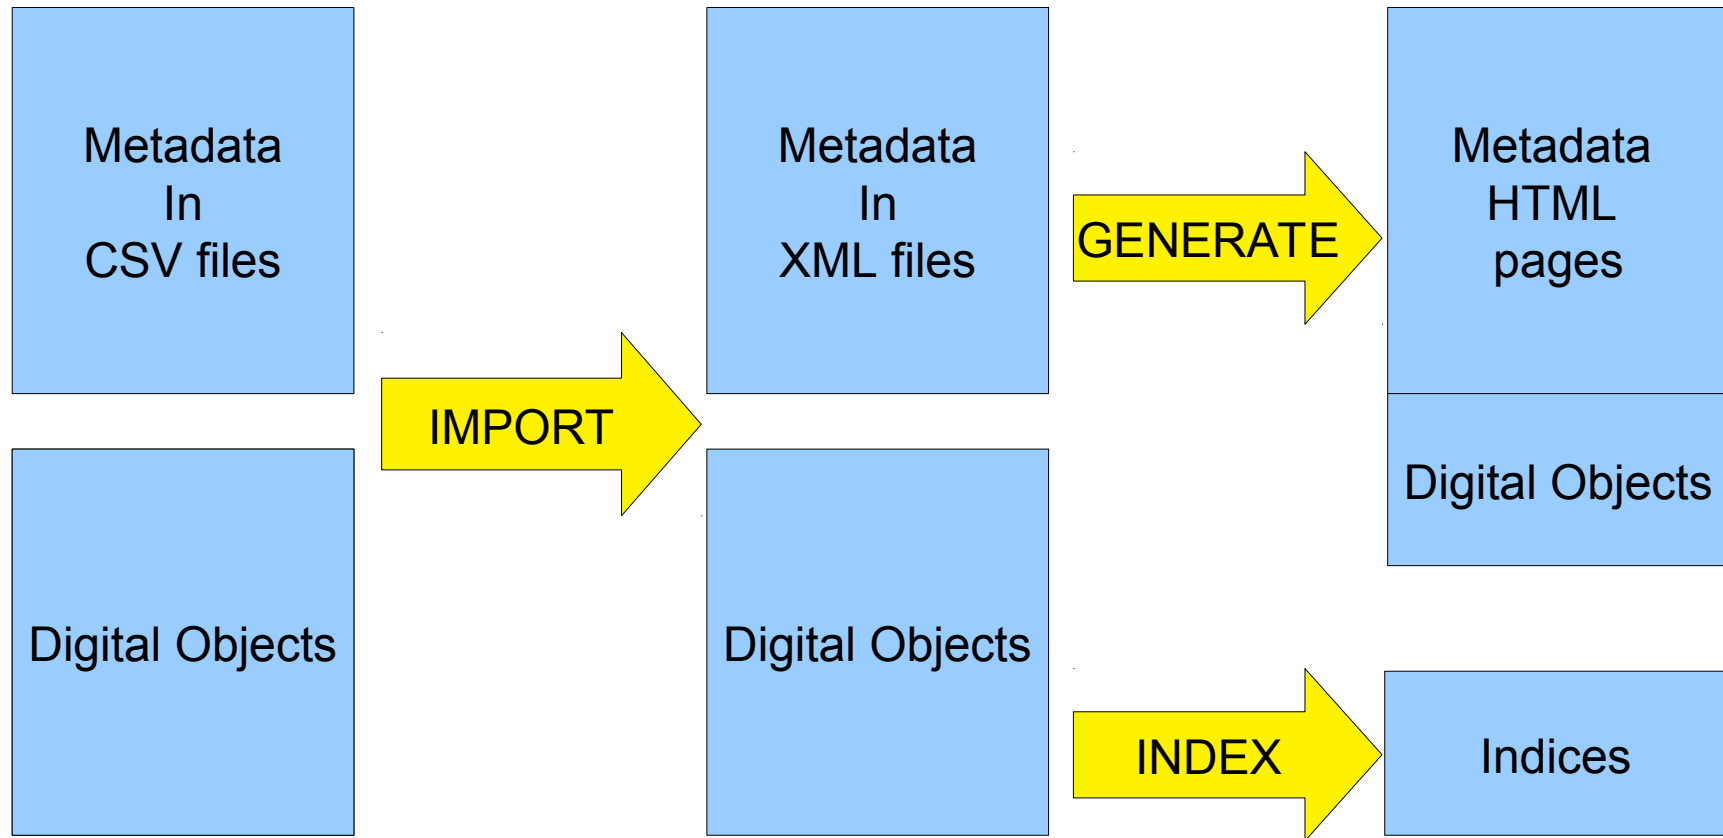 Metadata
In
CSV files
Digital Objects
IMPORT
Metadata
In
XML files
Digital Objects
GENERATE
INDEX
Metadata
HTML
pages
Digital Objects
Indices